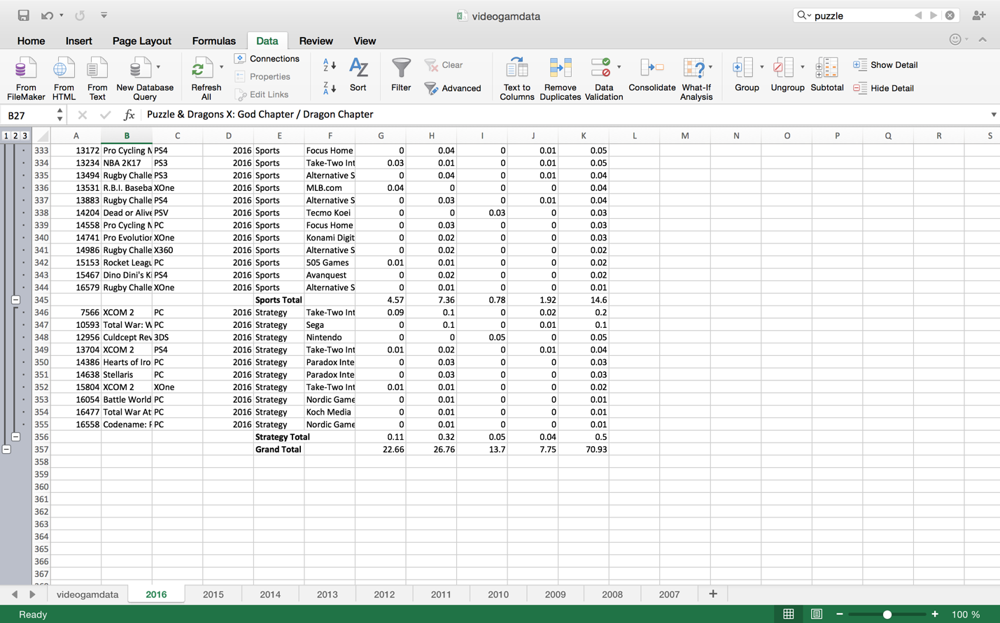 videogamdata
puzzle
Home Insert Page Layout Formulas Data Review View
From FileMaker
From HTML
From Text
New Database Query
Refresh All
Connections
Properties
Edit Links
Sort
Filter
Clear
Advanced
Text to Columns
Remove Duplicates
Data Validation
Consolidate
What-If Analysis
Group
Ungroup
Subtotal
Show Detail
Hide Detail
B27 fx Puzzle & Dragons X: God Chapter / Dragon Chapter
1 2 3 A B C D E F G H I J K L M N O P Q R S
333 13172 Pro Cycling M PS4 2016 Sports Focus Home 0 0.04 0 0.01 0.05
334 13234 NBA 2K17 PS3 2016 Sports Take-Two Int 0.03 0.01 0 0.01 0.05
335 13494 Rugby Challe PS3 2016 Sports Alternative S 0 0.04 0 0.01 0.04
336 13531 R.B.I. Baseba XOne 2016 Sports MLB.com 0.04 0 0 0 0.04
337 13883 Rugby Challe PS4 2016 Sports Alternative S 0 0.03 0 0.01 0.04
338 14204 Dead or Alive PSV 2016 Sports Tecmo Koei 0 0 0.03 0 0.03
339 14558 Pro Cycling M PC 2016 Sports Focus Home 0 0.03 0 0 0.03
340 14741 Pro Evolution XOne 2016 Sports Konami Digit 0 0.02 0 0 0.03
341 14986 Rugby Challe X360 2016 Sports Alternative S 0 0.02 0 0 0.02
342 15153 Rocket Leagu PC 2016 Sports 505 Games 0.01 0.01 0 0 0.02
343 15467 Dino Dini's Ki PS4 2016 Sports Avanquest 0 0.02 0 0 0.02
344 16579 Rugby Challe XOne 2016 Sports Alternative S 0 0.01 0 0 0.01
345 Sports Total 4.57 7.36 0.78 1.92 14.6
346 7566 XCOM 2 PC 2016 Strategy Take-Two Int 0.09 0.1 0 0.02 0.2
347 10593 Total War: W PC 2016 Strategy Sega 0 0.1 0 0.01 0.1
348 12956 Culdcept Rev 3DS 2016 Strategy Nintendo 0 0 0.05 0 0.05
349 13704 XCOM 2 PS4 2016 Strategy Take-Two Int 0.01 0.02 0 0.01 0.04
350 14386 Hearts of Iro PC 2016 Strategy Paradox Inte 0 0.03 0 0 0.03
351 14638 Stellaris PC 2016 Strategy Paradox Inte 0 0.03 0 0 0.03
352 15804 XCOM 2 XOne 2016 Strategy Take-Two Int 0.01 0.01 0 0 0.02
353 16054 Battle World PC 2016 Strategy Nordic Game 0 0.01 0 0 0.01
354 16477 Total War At PC 2016 Strategy Koch Media 0 0.01 0 0 0.01
355 16558 Codename: P PC 2016 Strategy Nordic Game 0 0.01 0 0 0.01
356 Strategy Total 0.11 0.32 0.05 0.04 0.5
357 Grand Total 22.66 26.76 13.7 7.75 70.93
358
359
360
361
362
363
364
365
366
367
videogamdata 2016 2015 2014 2013 2012 2011 2010 2009 2008 2007 +
Ready 100 %